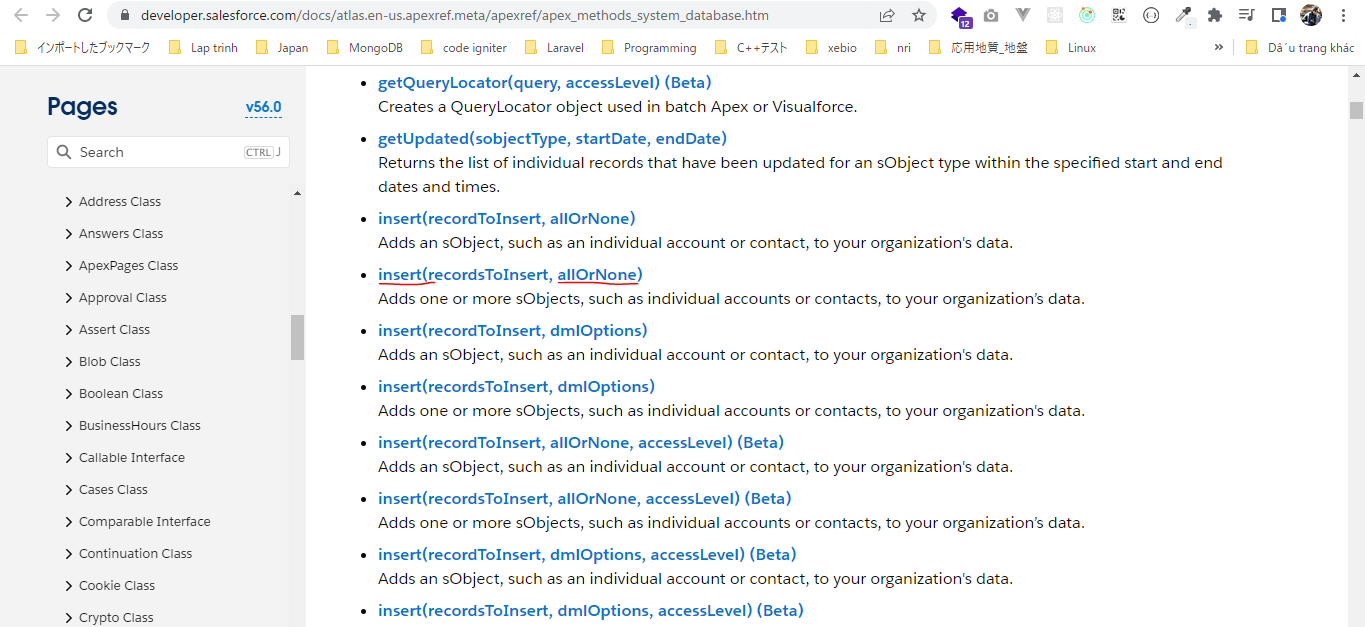 developer.salesforce.com/docs/atlas.en-us.apexref.meta/apexref/apex_methods_system_database.htm
12
インポートしたブックマーク Lap trinh Japan MongoDB code igniter Laravel Programming C++テスト xebio nri 応用地質_地盤 Linux » Dấu trang khác
Pages v56.0
Search CTRL J
Address Class
Answers Class
ApexPages Class
Approval Class
Assert Class
Blob Class
Boolean Class
BusinessHours Class
Callable Interface
Cases Class
Comparable Interface
Continuation Class
Cookie Class
Crypto Class
getQueryLocator(query, accessLevel) (Beta)
Creates a QueryLocator object used in batch Apex or Visualforce.
getUpdated(sobjectType, startDate, endDate)
Returns the list of individual records that have been updated for an sObject type within the specified start and end
dates and times.
insert(recordToInsert, allOrNone)
Adds an sObject, such as an individual account or contact, to your organization's data.
insert(recordsToInsert, allOrNone)
Adds one or more sObjects, such as individual accounts or contacts, to your organization’s data.
insert(recordToInsert, dmlOptions)
Adds an sObject, such as an individual account or contact, to your organization's data.
insert(recordsToInsert, dmlOptions)
Adds one or more sObjects, such as individual accounts or contacts, to your organization's data.
insert(recordToInsert, allOrNone, accessLevel) (Beta)
Adds an sObject, such as an individual account or contact, to your organization's data.
insert(recordsToInsert, allOrNone, accessLevel) (Beta)
Adds one or more sObjects, such as individual accounts or contacts, to your organization’s data.
insert(recordToInsert, dmlOptions, accessLevel) (Beta)
Adds an sObject, such as an individual account or contact, to your organization's data.
insert(recordsToInsert, dmlOptions, accessLevel) (Beta)